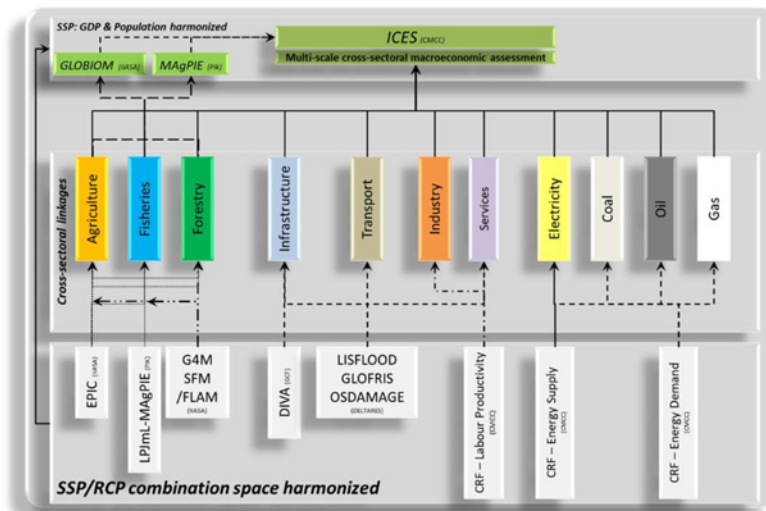 SSP: GDP & Population harmonized
ICES (CMCC)
Multi-scale cross-sectoral macroeconomic assessment
GLOBIOM (IIASA)
MAgPIE (PIK)
Cross-sectoral linkages
Agriculture
Fisheries
Forestry
Infrastructure
Transport
Industry
Services
Electricity
Coal
Oil
Gas
EPIC (IIASA)
LPJmL-MAgPIE (PIK)
G4M
SFM
/FLAM
(IIASA)
DIVA (GCF)
LISFLOOD
GLOFRIS
OSDAMAGE
(DELTARES)
CRF – Labour Productivity
(CMCC)
CRF – Energy Supply
(CMCC)
CRF – Energy Demand
(CMCC)
SSP/RCP combination space harmonized